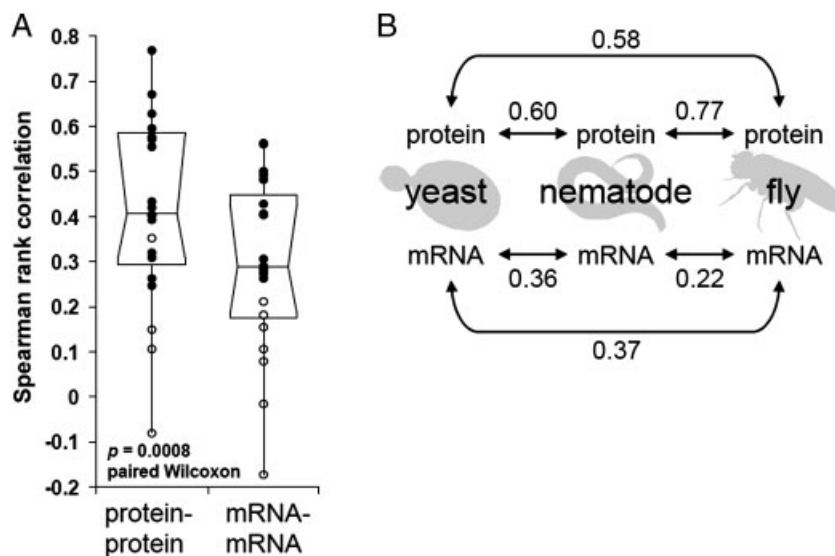 A
Spearman rank correlation
0.8
0.7
0.6
0.5
0.4
0.3
0.2
0.1
0
-0.1
-0.2
p = 0.0008
paired Wilcoxon
protein-
protein
mRNA-
mRNA
B
0.58
0.60 0.77
protein protein protein
yeast nematode fly
mRNA mRNA mRNA
0.36 0.22
0.37